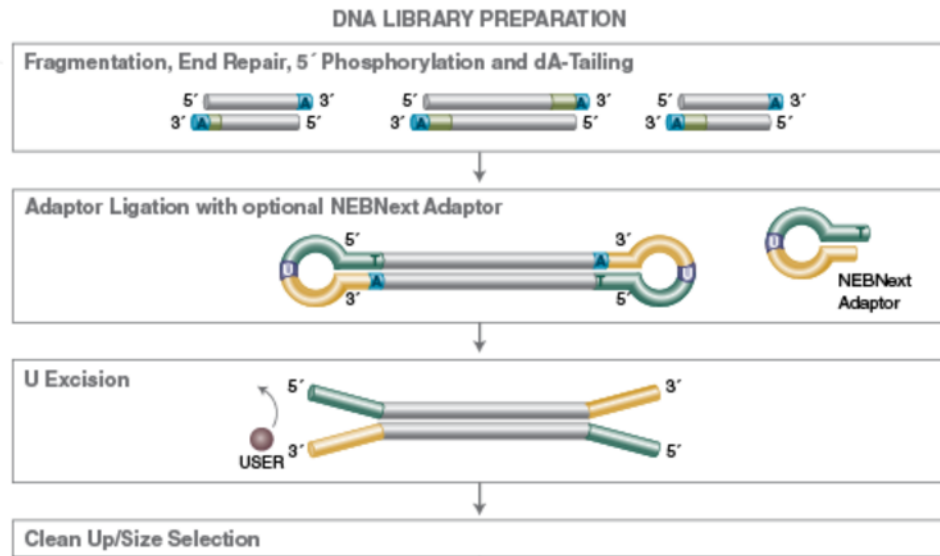 DNA LIBRARY PREPARATION
Fragmentation, End Repair, 5´ Phosphorylation and dA-Tailing
5´ A 3´ 5´ A 3´ 5´ A 3´
3´ A 5´ 3´ A 5´ 3´ A 5´
Adaptor Ligation with optional NEBNext Adaptor
5´ 3´
T A T
U U U
A T
3´ 5´
NEBNext
Adaptor
U Excision
5´ 3´
USER 3´ 5´
Clean Up/Size Selection